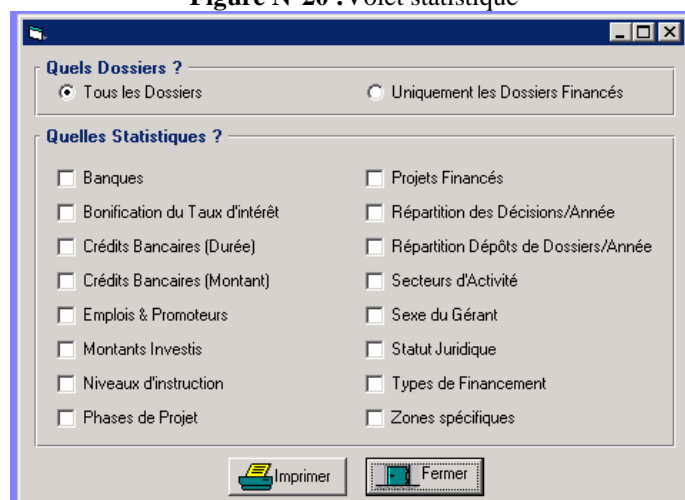 Figure N°20 :Volet statistique
Quels Dossiers ?
Tous les Dossiers Uniquement les Dossiers Financés
Quelles Statistiques ?
Banques Projets Financés
Bonification du Taux d'intérêt Répartition des Décisions/Année
Crédits Bancaires (Durée) Répartition Dépôts de Dossiers/Année
Crédits Bancaires (Montant) Secteurs d'Activité
Emplois & Promoteurs Sexe du Gérant
Montants Investis Statut Juridique
Niveaux d'instruction Types de Financement
Phases de Projet Zones spécifiques
Imprimer Fermer